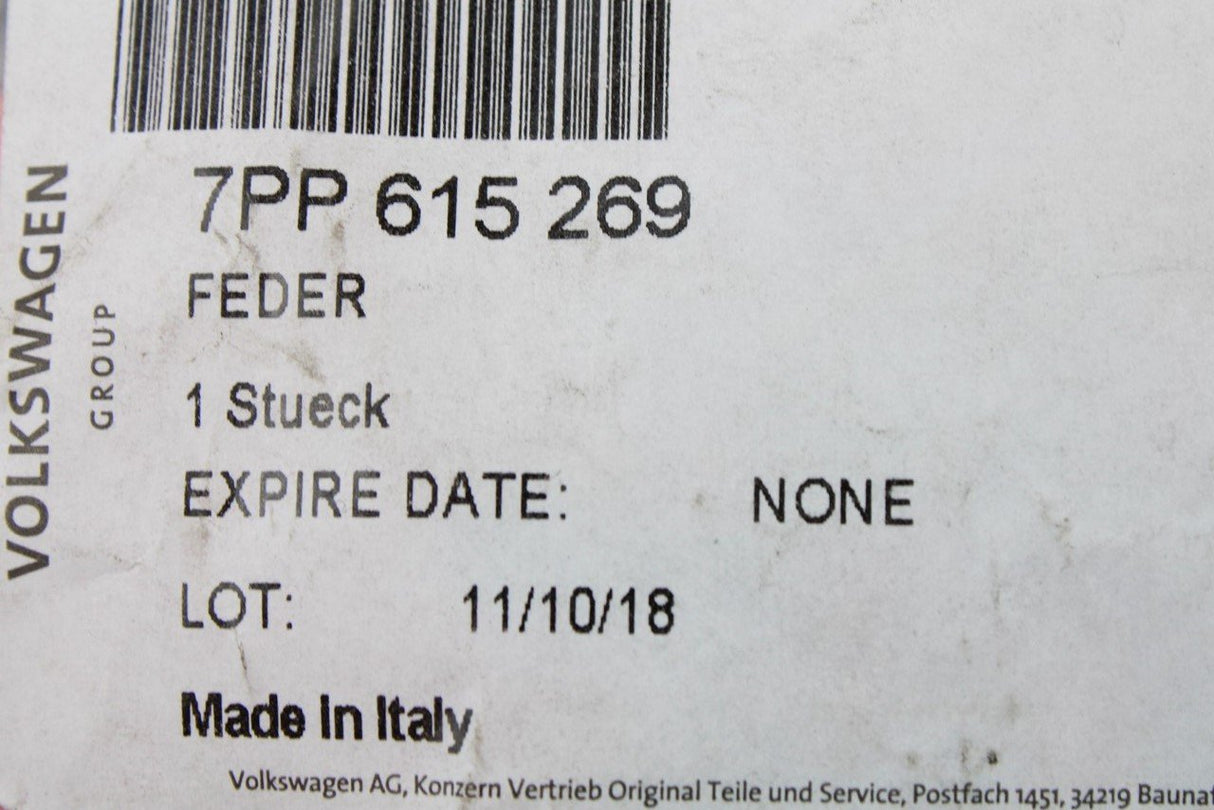 VOLKSWAGEN
GROUP
7PP 615 269
FEDER
1 Stueck
EXPIRE DATE: NONE
LOT: 11/10/18
Made In Italy
Volkswagen AG, Konzern Vertrieb Original Teile und Service, Postfach 1451, 34219 Baunat